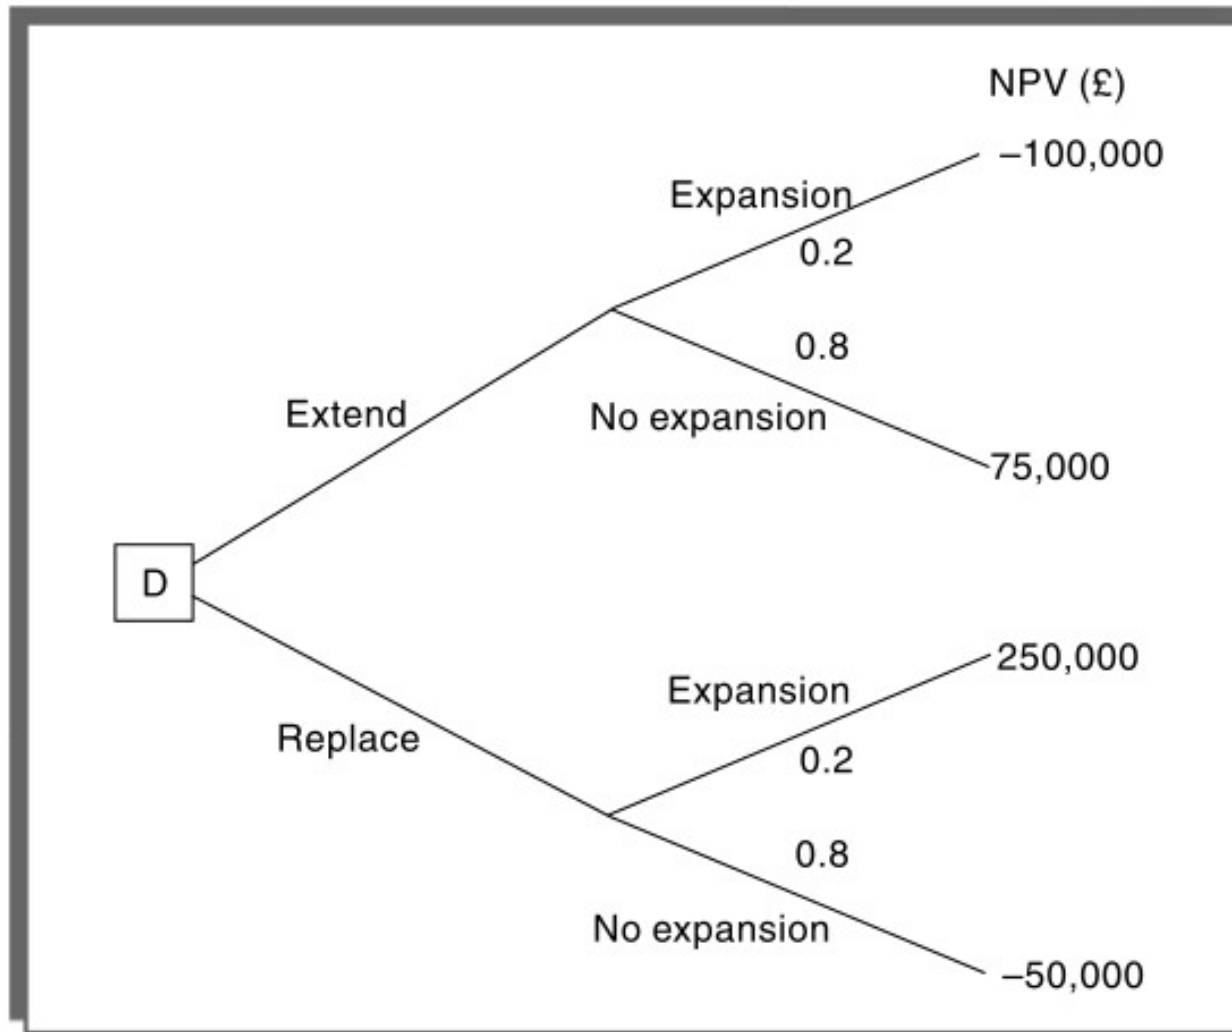 NPV (£)
–100,000
Expansion
0.2
0.8
Extend
No expansion
75,000
D
250,000
Expansion
Replace
0.2
0.8
No expansion
–50,000